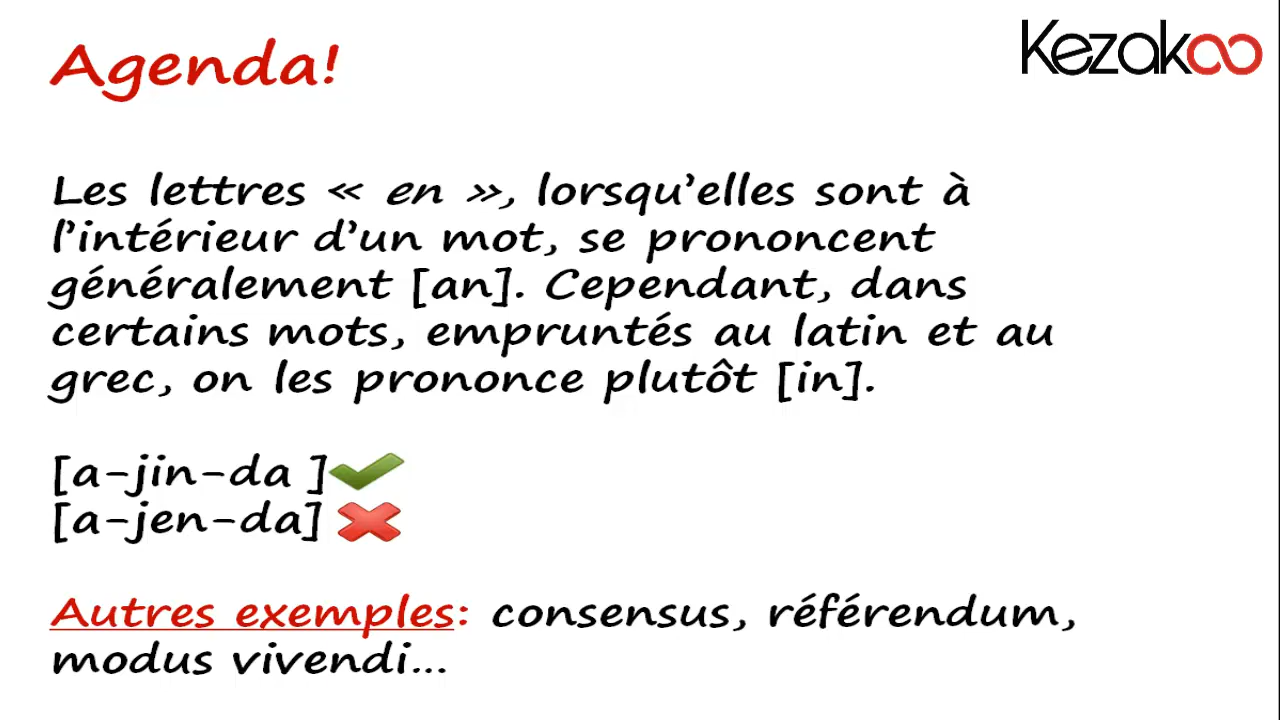 Agenda!
Kezakoo
Les lettres « en », lorsqu'elles sont à
l'intérieur d'un mot, se prononcent
généralement [an]. Cependant, dans
certains mots, empruntés au latin et au
grec, on les prononce plutôt [in].
[a-jin-da ]
[a-jen-da]
Autres exemples: consensus, référendum,
modus vivendi...